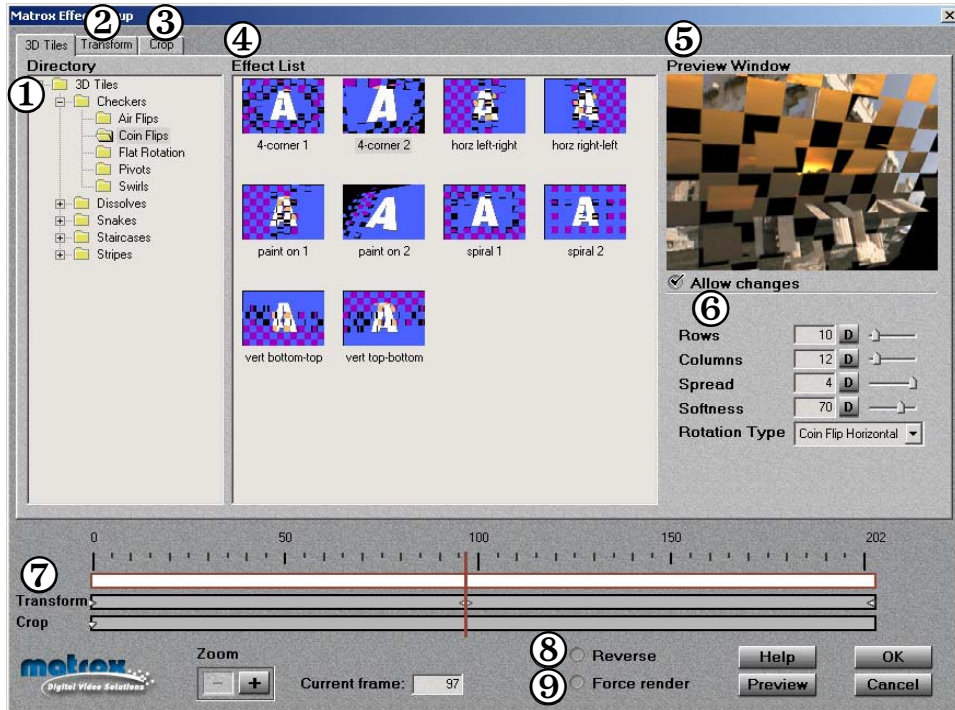 Matrox Effe
up
②
③
3D Tiles
Transform
Crop
④
⑤
Directory
Effect List
Preview Window
①
3D Tiles
Checkers
Air Flips
Coin Flips
Flat Rotation
Pivots
Swirls
Dissolves
Snakes
Staircases
Stripes
4-corner 1
4-corner 2
horz left-right
horz right-left
paint on 1
paint on 2
spiral 1
spiral 2
vert bottom-top
vert top-bottom
Allow changes
⑥
Rows 10 D
Columns 12 D
Spread 4 D
Softness 70 D
Rotation Type Coin Flip Horizontal
0 50 100 150 202
⑦
Transform
Crop
matrox
Digital Video Solutions
Zoom
- +
Current frame: 97
⑧ Reverse
⑨ Force render
Help
OK
Preview
Cancel